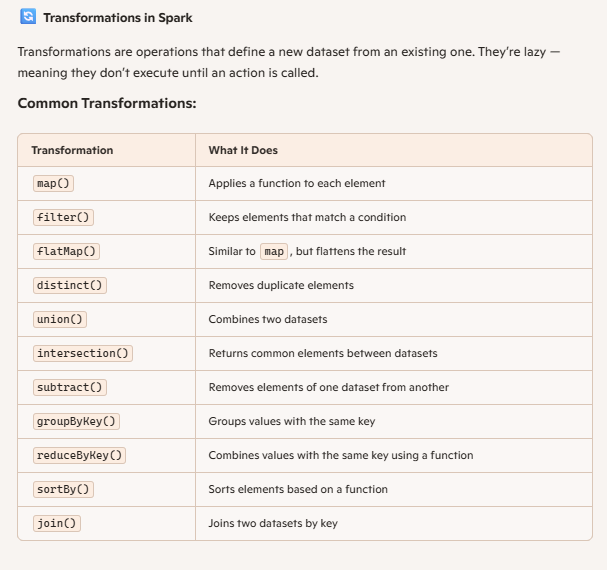 🔄 Transformations in Spark
Transformations are operations that define a new dataset from an existing one. They’re lazy —
meaning they don’t execute until an action is called.
Common Transformations:
Transformation What It Does
map() Applies a function to each element
filter() Keeps elements that match a condition
flatMap() Similar to map, but flattens the result
distinct() Removes duplicate elements
union() Combines two datasets
intersection() Returns common elements between datasets
subtract() Removes elements of one dataset from another
groupByKey() Groups values with the same key
reduceByKey() Combines values with the same key using a function
sortBy() Sorts elements based on a function
join() Joins two datasets by key